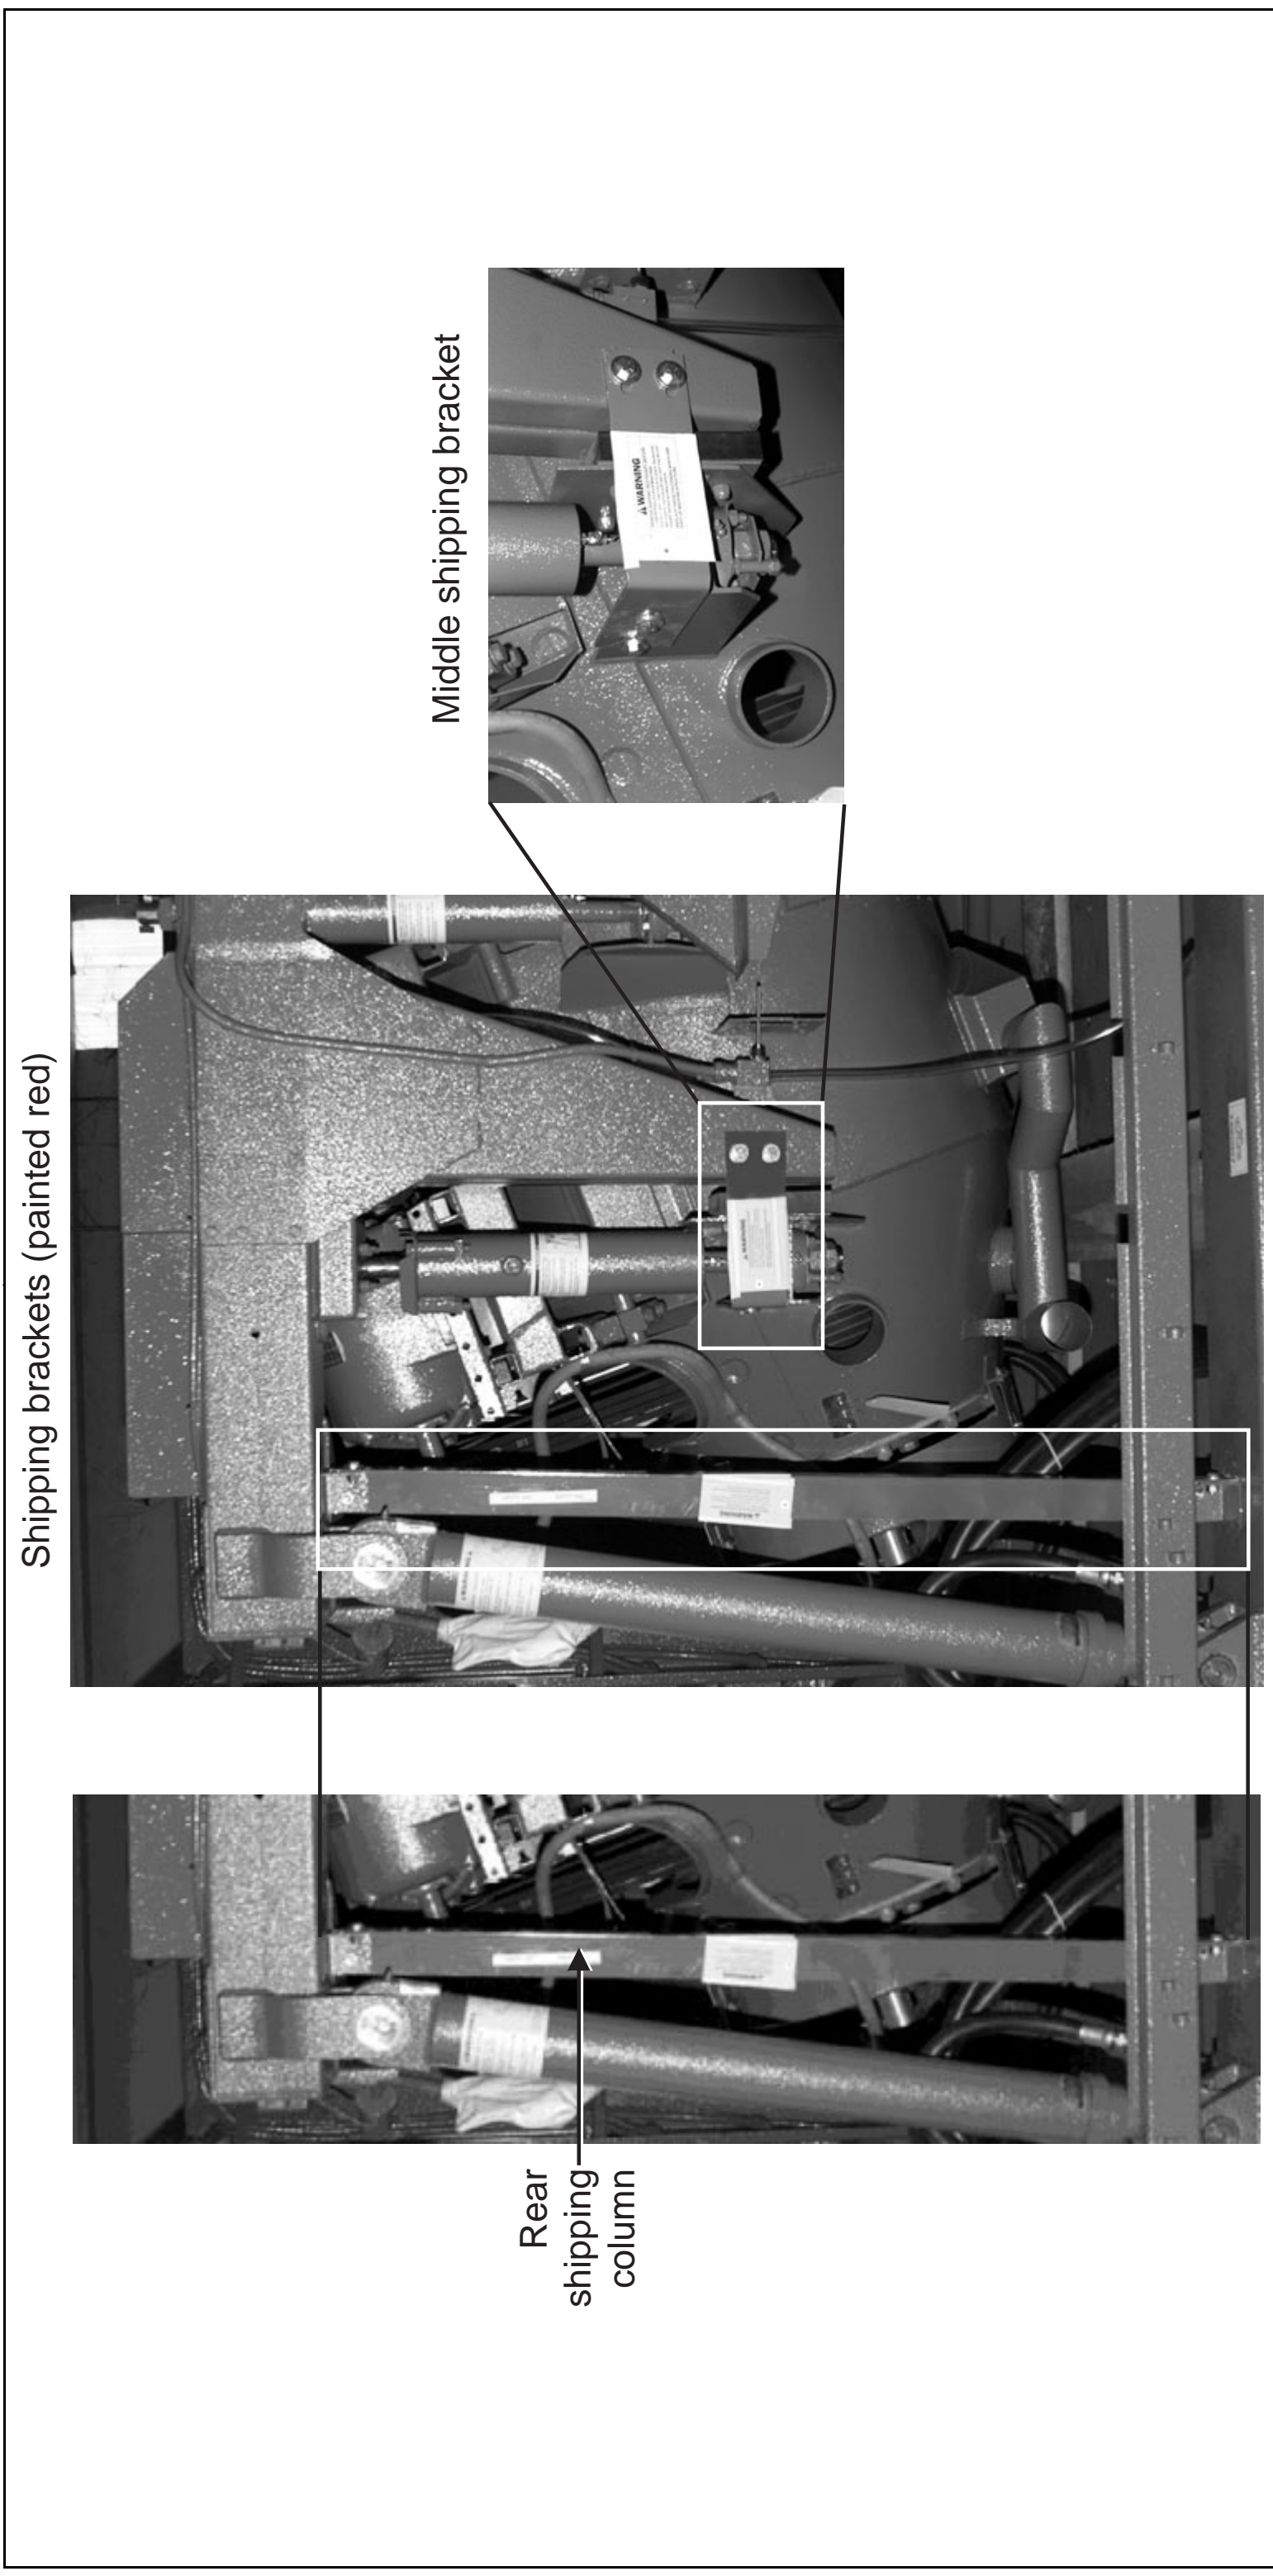 Shipping brackets (painted red)
Middle shipping bracket
WARNING
Rear
shipping
column